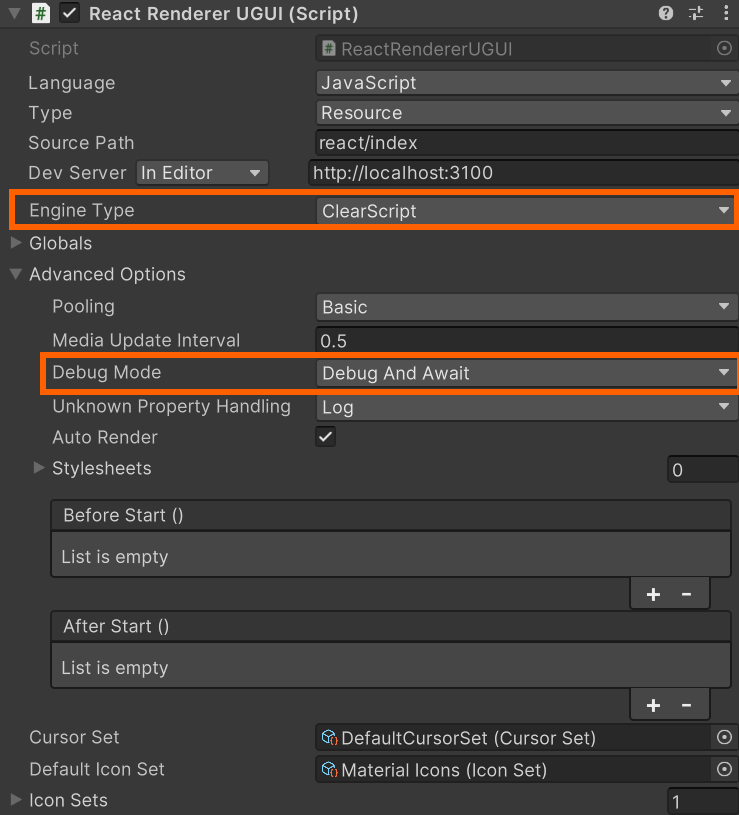 React Renderer UGUI (Script)
Script ReactRendererUGUI
Language JavaScript
Type Resource
Source Path react/index
Dev Server In Editor http://localhost:3100
Engine Type ClearScript
Globals
Advanced Options
Pooling Basic
Media Update Interval 0.5
Debug Mode Debug And Await
Unknown Property Handling Log
Auto Render
Stylesheets 0
Before Start ()
List is empty
+ -
After Start ()
List is empty
+ -
Cursor Set DefaultCursorSet (Cursor Set)
Default Icon Set Material Icons (Icon Set)
Icon Sets 1